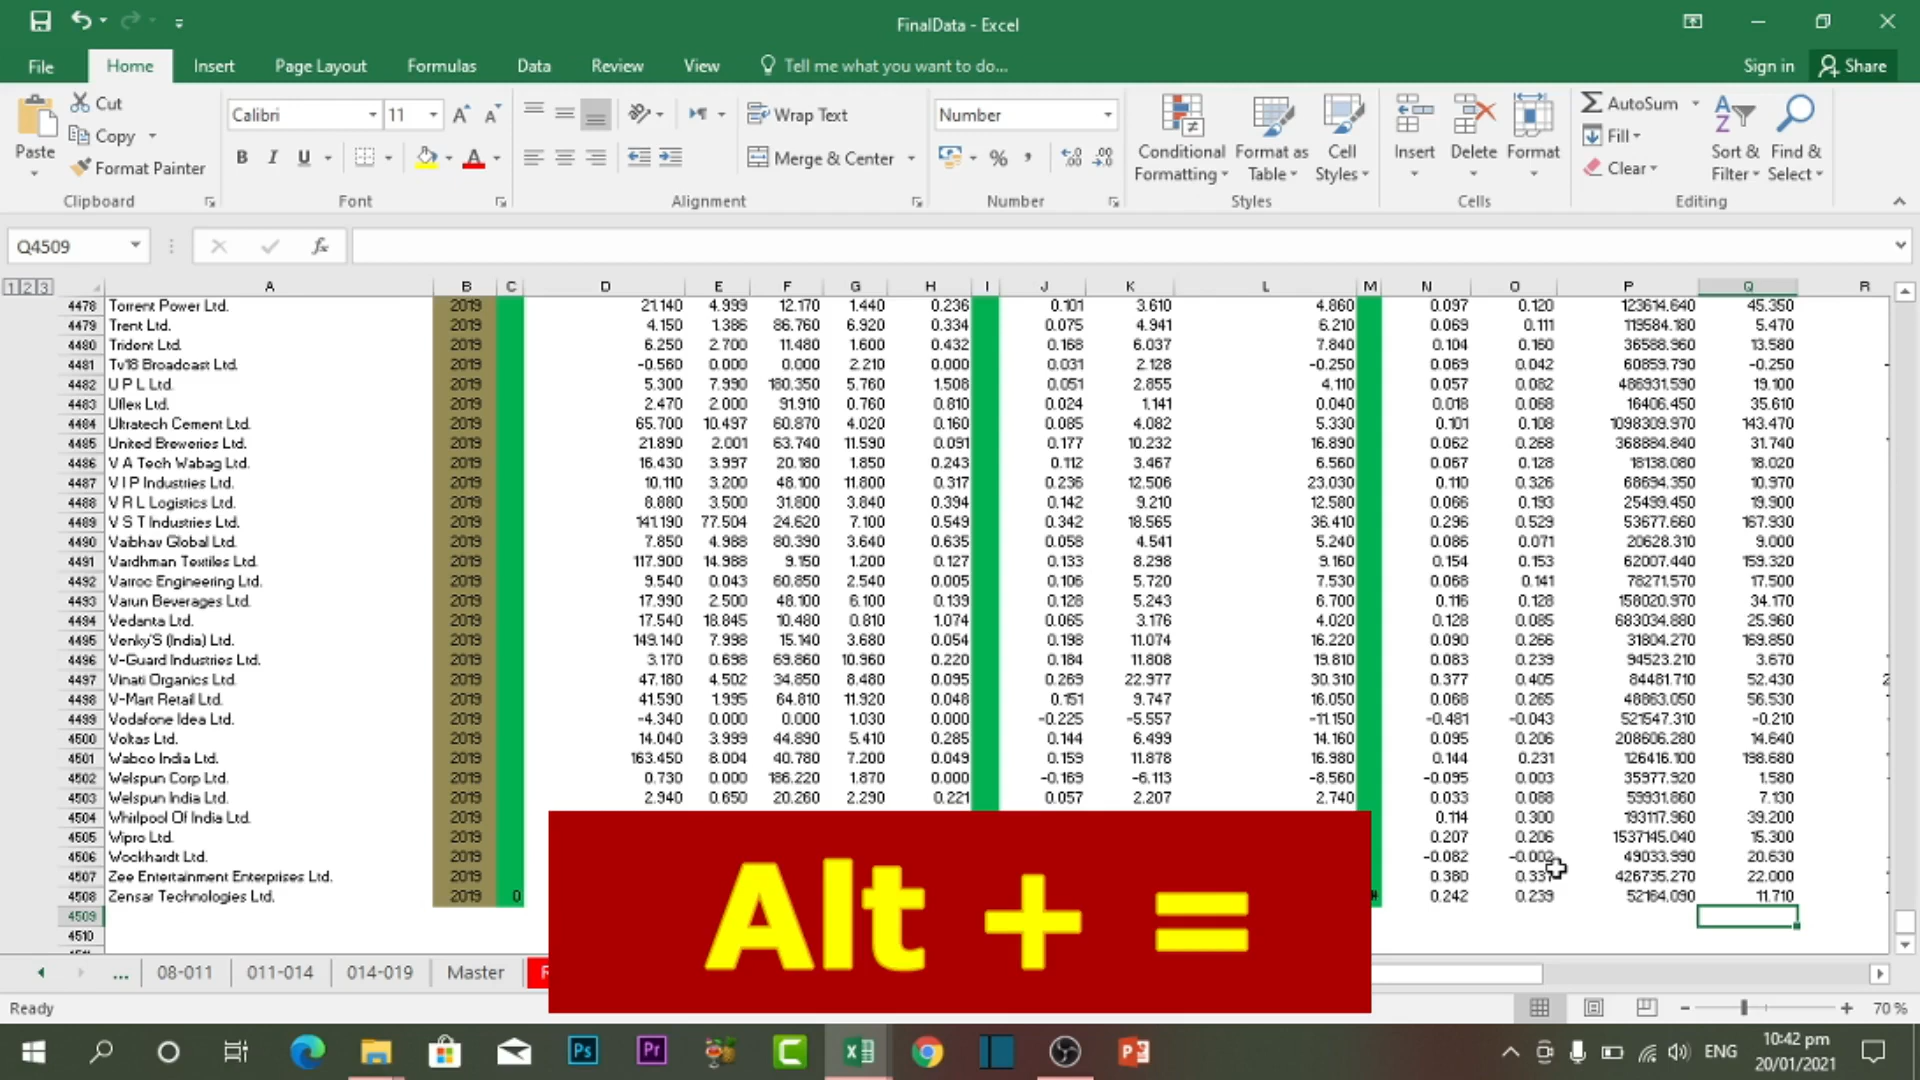 FinalData - Excel
File Home Insert Page Layout Formulas Data Review View Tell me what you want to do... Sign in Share
Cut
Copy
Format Painter
Paste
Calibri 11
B I U A
Wrap Text
Merge & Center
Number
%
Conditional Formatting
Format as Table
Cell Styles
Insert Delete Format
AutoSum
Fill
Clear
Sort & Filter
Find & Select
Clipboard Font Alignment Number Styles Cells Editing
Q4509 fx
1 2 3 A B C D E F G H I J K L M N O P Q R
4478 Torrent Power Ltd. 2019 21.140 4.999 12.170 1.440 0.236 0.101 3.610 4.860 0.097 0.120 123614.640 45.350
4479 Trent Ltd. 2019 4.150 1.386 86.760 6.920 0.334 0.075 4.941 6.210 0.069 0.111 119584.180 5.470
4480 Trident Ltd. 2019 6.250 2.700 11.480 1.600 0.432 0.168 6.037 7.840 0.104 0.160 36588.960 13.580
4481 Tv18 Broadcast Ltd. 2019 -0.560 0.000 0.000 2.210 0.000 0.031 2.128 -0.250 0.069 0.042 60859.790 -0.250
4482 U P L Ltd. 2019 5.300 7.990 180.350 5.760 1.508 0.051 2.855 4.110 0.057 0.082 486931.590 19.100
4483 Uflex Ltd. 2019 2.470 2.000 91.910 0.760 0.810 0.024 1.141 0.040 0.018 0.068 16406.450 35.610
4484 Ultratech Cement Ltd. 2019 65.700 10.497 60.870 4.020 0.160 0.085 4.082 5.330 0.101 0.108 1098309.970 143.470
4485 United Breweries Ltd. 2019 21.890 2.001 63.740 11.590 0.091 0.177 10.232 16.890 0.062 0.268 368884.840 31.740
4486 V A Tech Wabag Ltd. 2019 16.430 3.997 20.180 1.850 0.243 0.112 3.467 6.560 0.067 0.128 18138.080 18.020
4487 V I P Industries Ltd. 2019 10.110 3.200 48.100 11.800 0.317 0.236 12.506 23.030 0.110 0.326 68694.350 10.970
4488 V R L Logistics Ltd. 2019 8.880 3.500 31.800 3.840 0.394 0.142 9.210 12.580 0.066 0.193 25499.450 19.900
4489 V S T Industries Ltd. 2019 141.190 77.504 24.620 7.100 0.549 0.342 18.565 36.410 0.296 0.529 53677.660 167.930
4490 Vaibhav Global Ltd. 2019 7.850 4.988 80.390 3.640 0.635 0.058 4.541 5.240 0.086 0.071 20628.310 9.000
4491 Vardhman Textiles Ltd. 2019 117.900 14.988 9.150 1.200 0.127 0.133 8.298 9.160 0.154 0.153 62007.440 159.320
4492 Varroc Engineering Ltd. 2019 9.540 0.043 60.850 2.540 0.005 0.106 5.720 7.530 0.068 0.141 78271.570 17.500
4493 Varun Beverages Ltd. 2019 17.990 2.500 48.100 6.100 0.139 0.128 5.243 6.700 0.116 0.128 158020.970 34.170
4494 Vedanta Ltd. 2019 17.540 18.845 10.480 0.810 1.074 0.065 3.176 4.020 0.128 0.085 683034.880 25.960
4495 Venky'S (India) Ltd. 2019 149.140 7.998 15.140 3.680 0.054 0.198 11.074 16.220 0.090 0.266 31804.270 169.850
4496 V-Guard Industries Ltd. 2019 3.170 0.698 69.860 10.960 0.220 0.184 11.808 19.810 0.083 0.239 94523.210 3.670
4497 Vinati Organics Ltd. 2019 47.180 4.502 34.850 8.480 0.095 0.269 22.977 30.310 0.377 0.405 84481.710 52.430
4498 V-Mart Retail Ltd. 2019 41.590 1.995 64.810 11.920 0.048 0.151 9.747 16.050 0.068 0.265 48863.050 56.530
4499 Vodafone Idea Ltd. 2019 -4.340 0.000 0.000 1.030 0.000 -0.225 -5.557 -11.150 -0.481 -0.043 521547.310 -0.210
4500 Voltas Ltd. 2019 14.040 3.999 44.890 5.410 0.285 0.144 6.499 14.160 0.095 0.206 208606.280 14.640
4501 Wabco India Ltd. 2019 163.450 8.004 40.780 7.200 0.049 0.159 11.878 16.980 0.144 0.231 126416.100 198.680
4502 Welspun Corp Ltd. 2019 0.730 0.000 186.220 1.870 0.000 -0.169 -6.113 -8.560 -0.095 0.003 35977.920 1.580
4503 Welspun India Ltd. 2019 2.940 0.650 20.260 2.290 0.221 0.057 2.207 2.740 0.033 0.088 59931.860 7.130
4504 Whirlpool Of India Ltd. 2019 0.114 0.300 193117.960 39.200
4505 Wipro Ltd. 2019 0.207 0.206 1537145.040 15.300
4506 Wockhardt Ltd. 2019 -0.082 -0.002 49033.990 20.630
4507 Zee Entertainment Enterprises Ltd. 2019 0.380 0.337 426735.270 22.000
4508 Zensar Technologies Ltd. 2019 0 0.242 0.239 52164.090 11.710
4509
4510
Alt + =
... 08-011 011-014 014-019 Master
Ready 70 %
Ps Pr ENG 10:42 pm
20/01/2021